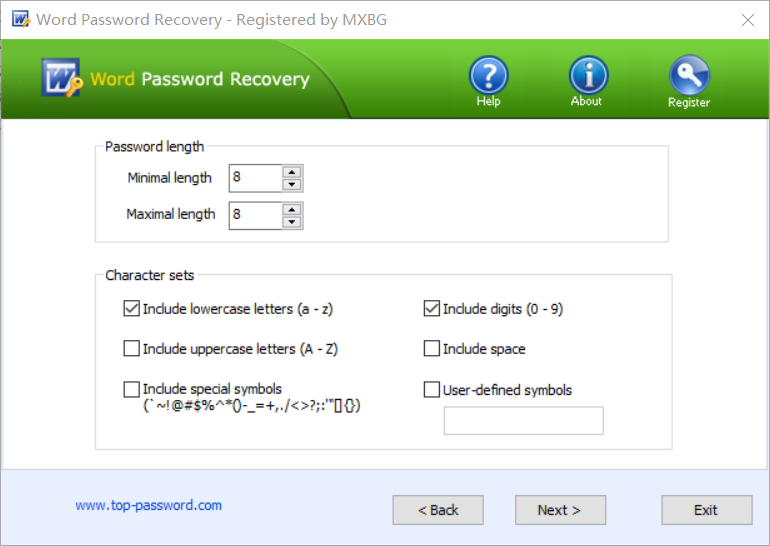 Word Password Recovery - Registered by MXBG
Word Password Recovery
Help
About
Register
Password length
Minimal length 8
Maximal length 8
Character sets
Include lowercase letters (a - z)
Include digits (0 - 9)
Include uppercase letters (A - Z)
Include space
Include special symbols
(`~!@#$%^*()-_=+,./<>?;:'"[]{})
User-defined symbols
www.top-password.com
< Back
Next >
Exit